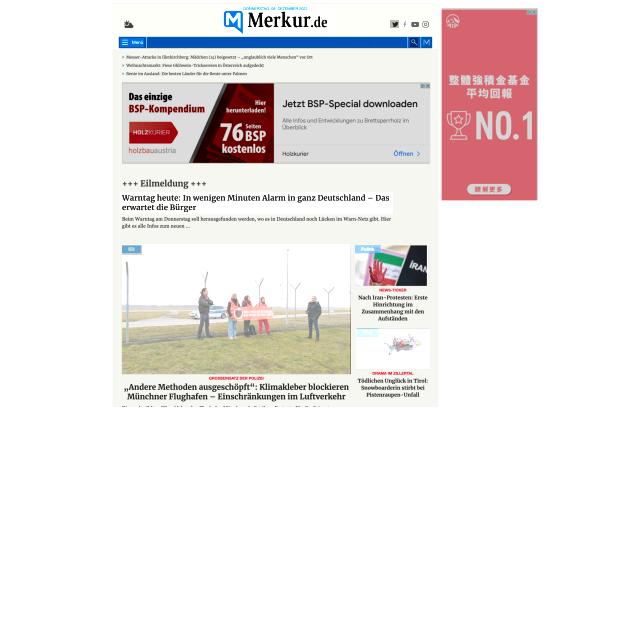 DONNERSTAG, 08. DEZEMBER 2022
Merkur.de
Menü
Messer-Attacke in Illerkirchberg: Mädchen (14) beigesetzt – „unglaublich viele Menschen“ vor Ort
Weihnachtsmarkt: Fiese Glühwein-Trickserelen in Österreich aufgedeckt
Rente im Ausland: Die besten Länder für die Rente unter Palmen
Das einzige
BSP-Kompendium
HOLZKURIER
holzbauaustria
Hier
herunterladen!
76 Seiten
BSP
kostenlos
Jetzt BSP-Special downloaden
Alle Infos und Entwicklungen zu Brettsperrholz im
Überblick
Holzkurier
Öffnen
+++ Eilmeldung +++
Warntag heute: In wenigen Minuten Alarm in ganz Deutschland – Das
erwartet die Bürger
Beim Warntag am Donnerstag soll herausgefunden werden, wo es in Deutschland noch Lücken im Warn-Netz gibt. Hier
gibt es alle Infos zum neuen ...
GROSSEINSATZ DER POLIZEI
„Andere Methoden ausgeschöpft“: Klimakleber blockieren
Münchner Flughafen – Einschränkungen im Luftverkehr
Politik
NEWS-TICKER
Nach Iran-Protesten: Erste
Hinrichtung im
Zusammenhang mit den
Aufständen
DRAMA IM ZILLERTAL
Tödlichen Unglück in Tirol:
Snowboarderin stirbt bei
Pistenraupen-Unfall
AIA
整體強積金基金
平均回報
NO.1
瞭解更多